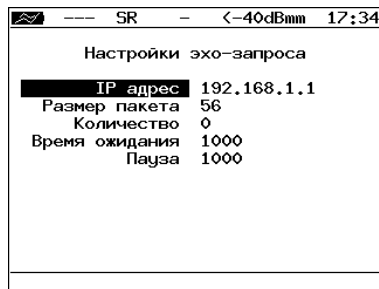 --- SR - <-40dBmm 17:34
Настройки эхо-запроса
IP адрес 192.168.1.1
Размер пакета 56
Количество 0
Время ожидания 1000
Пауза 1000